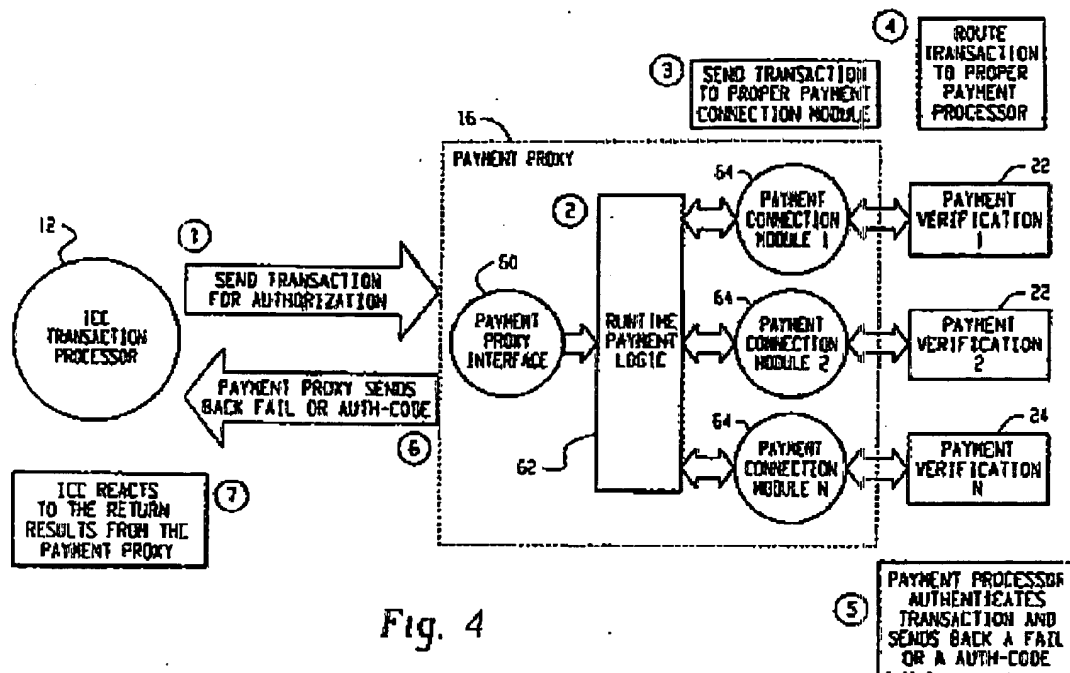 4
ROUTE
TRANSACTION
TO PROPER
PAYMENT
PROCESSOR
3
SEND TRANSACTION
TO PROPER PAYMENT
CONNECTION MODULE
16
PAYMENT PROXY
12
ICC
TRANSACTION
PROCESSOR
1
SEND TRANSACTION
FOR AUTHORIZATION
PAYMENT PROXY SENDS
BACK FAIL OR AUTH-CODE
6
7
ICC REACTS
TO THE RETURN
RESULTS FROM THE
PAYMENT PROXY
60
PAYMENT
PROXY
INTERFACE
2
RUNTIME
PAYMENT
LOGIC
62
64
PAYMENT
CONNECTION
MODULE 1
22
PAYMENT
VERIFICATION
1
64
PAYMENT
CONNECTION
MODULE 2
22
PAYMENT
VERIFICATION
2
64
PAYMENT
CONNECTION
MODULE N
24
PAYMENT
VERIFICATION
N
5
PAYMENT PROCESSOR
AUTHENTICATES
TRANSACTION AND
SENDS BACK A FAIL
OR A AUTH-CODE
Fig. 4